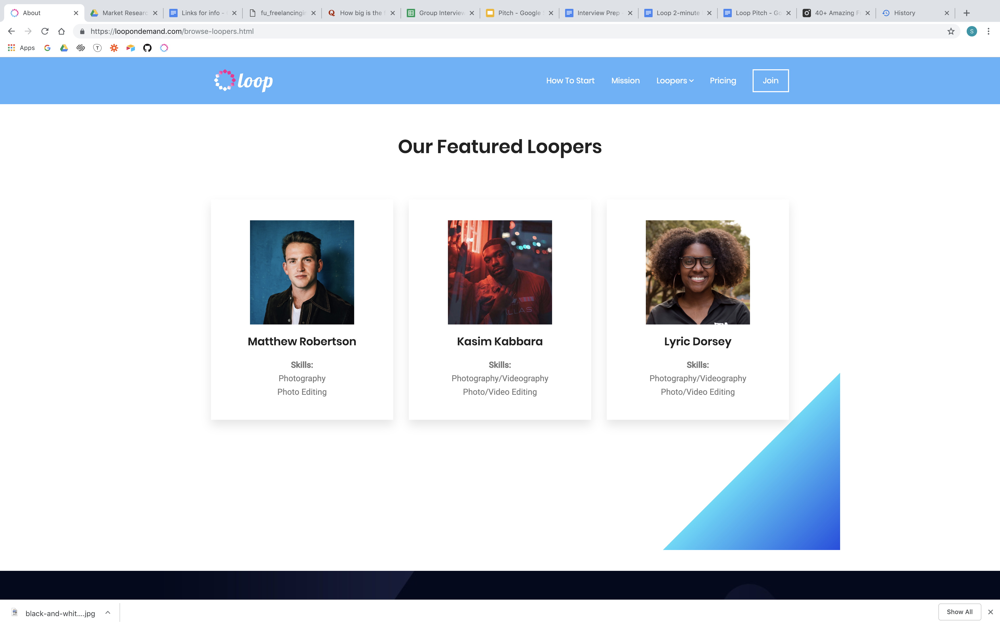 About
Market Researc
Links for info -
fu_freelancingin
How big is the f
Group Interview
Pitch - Google
Interview Prep
Loop 2-minute
Loop Pitch - Go
40+ Amazing F
History
https://loopondemand.com/browse-loopers.html
S
Apps
T
loop
How To Start
Mission
Loopers
Pricing
Join
Our Featured Loopers
LLAS
Matthew Robertson
Skills:
Photography
Photo Editing
Kasim Kabbara
Skills:
Photography/Videography
Photo/Video Editing
Lyric Dorsey
Skills:
Photography/Videography
Photo/Video Editing
black-and-whit....jpg
Show All